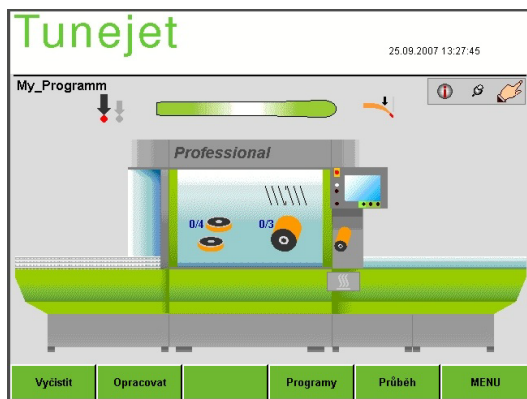 Tunejet
25.09.2007 13:27:45
My_Programm
Professional
0/4
0/3
Vyčistit
Opracovat
Programy
Průběh
MENU